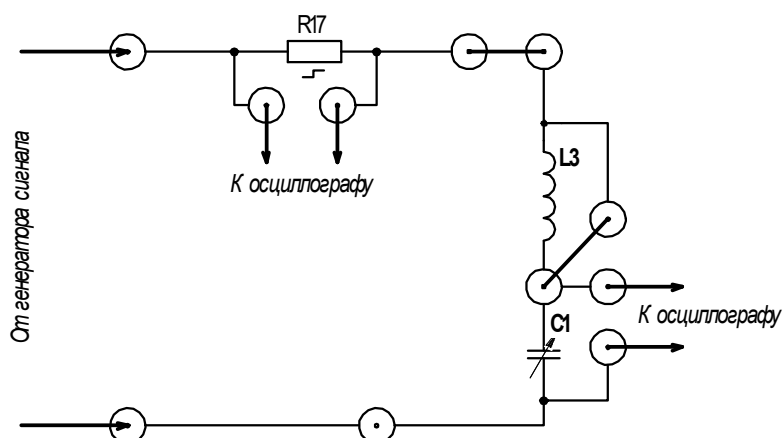 R17
К осциллографу
L3
От генератора сигнала
C1
К осциллографу